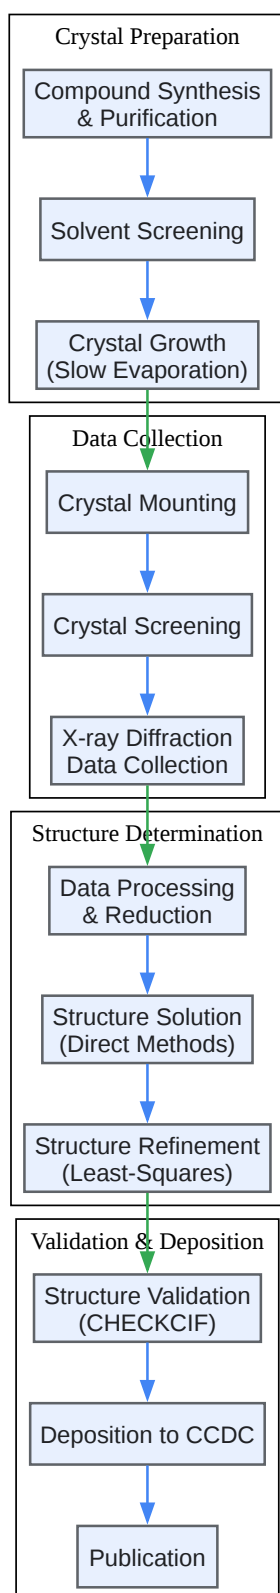 Crystal Preparation
Compound Synthesis
& Purification
Solvent Screening
Crystal Growth
(Slow Evaporation)
Data Collection
Crystal Mounting
Crystal Screening
X-ray Diffraction
Data Collection
Structure Determination
Data Processing
& Reduction
Structure Solution
(Direct Methods)
Structure Refinement
(Least-Squares)
Validation & Deposition
Structure Validation
(CHECKCIF)
Deposition to CCDC
Publication